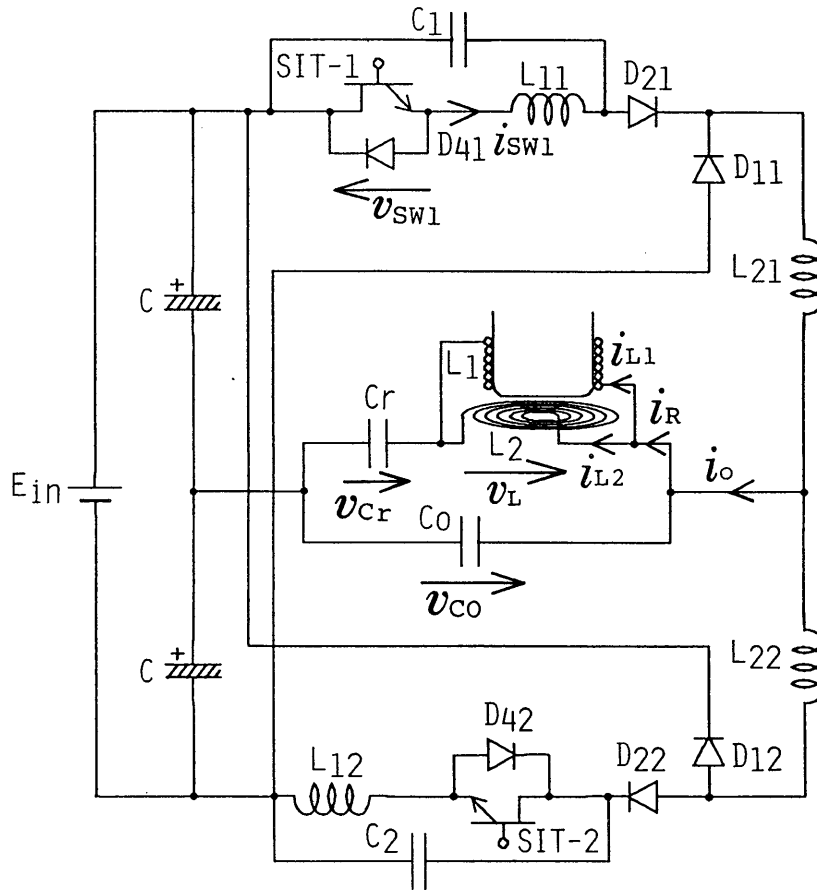 C1
SIT-1
L11
D21
D41
iSW1
D11
vSW1
L21
+
C
L1
iL1
Cr
iR
L2
iL2
io
Ein
vCr
vL
Co
vCO
L22
+
C
D42
D22
D12
L12
C2
SIT-2